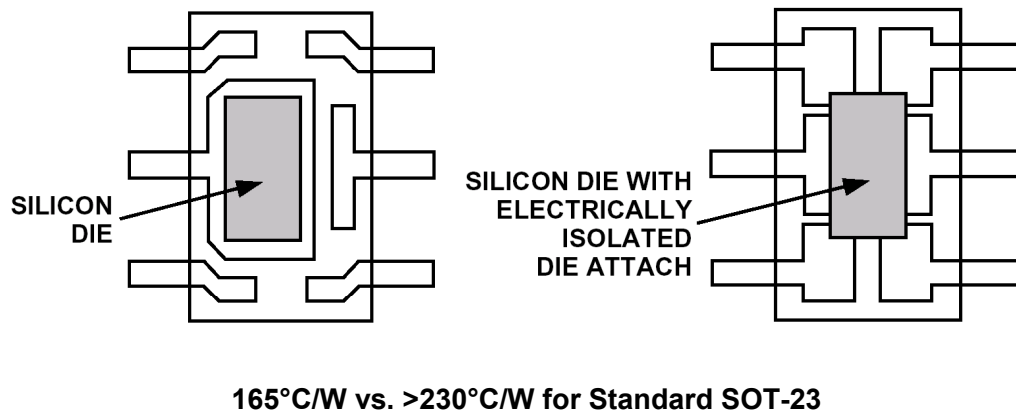 SILICON
DIE
SILICON DIE WITH
ELECTRICALLY
ISOLATED
DIE ATTACH
165°C/W vs. >230°C/W for Standard SOT-23